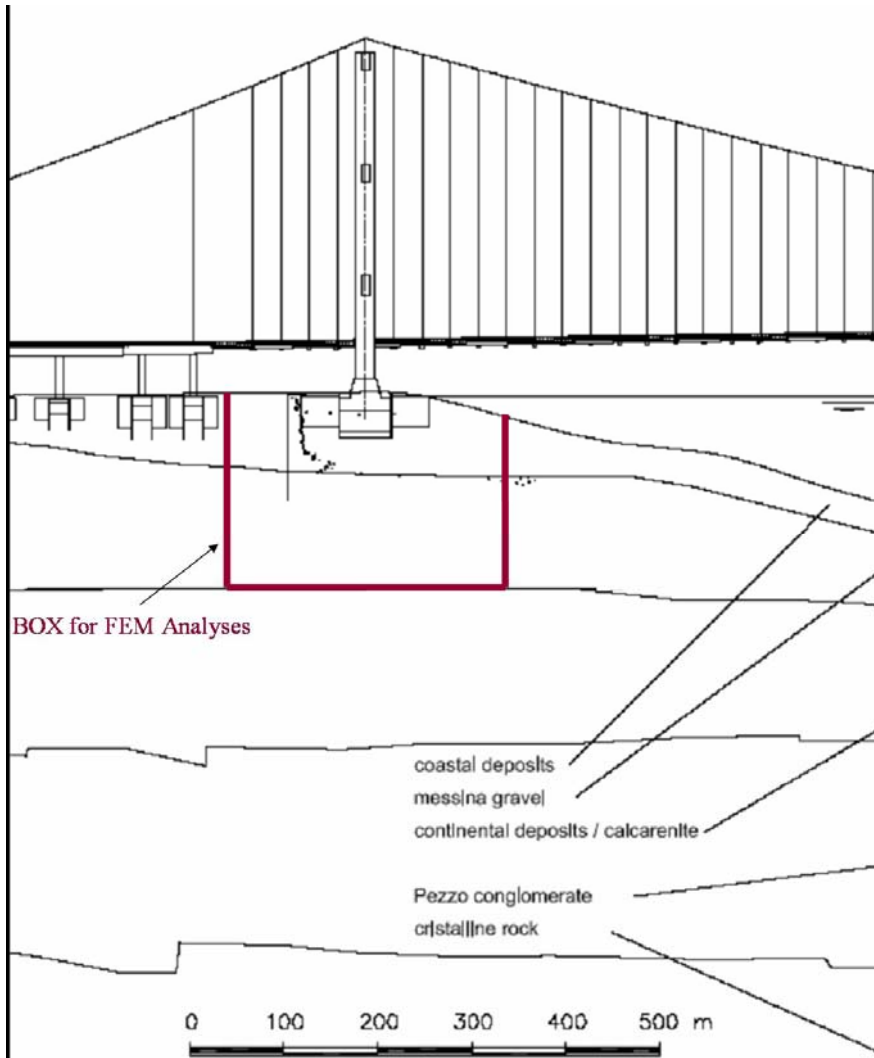 BOX for FEM Analyses
coastal deposits
messina gravel
continental deposits / calcarenite
Pezzo conglomerate
cristalline rock
0 100 200 300 400 500 m